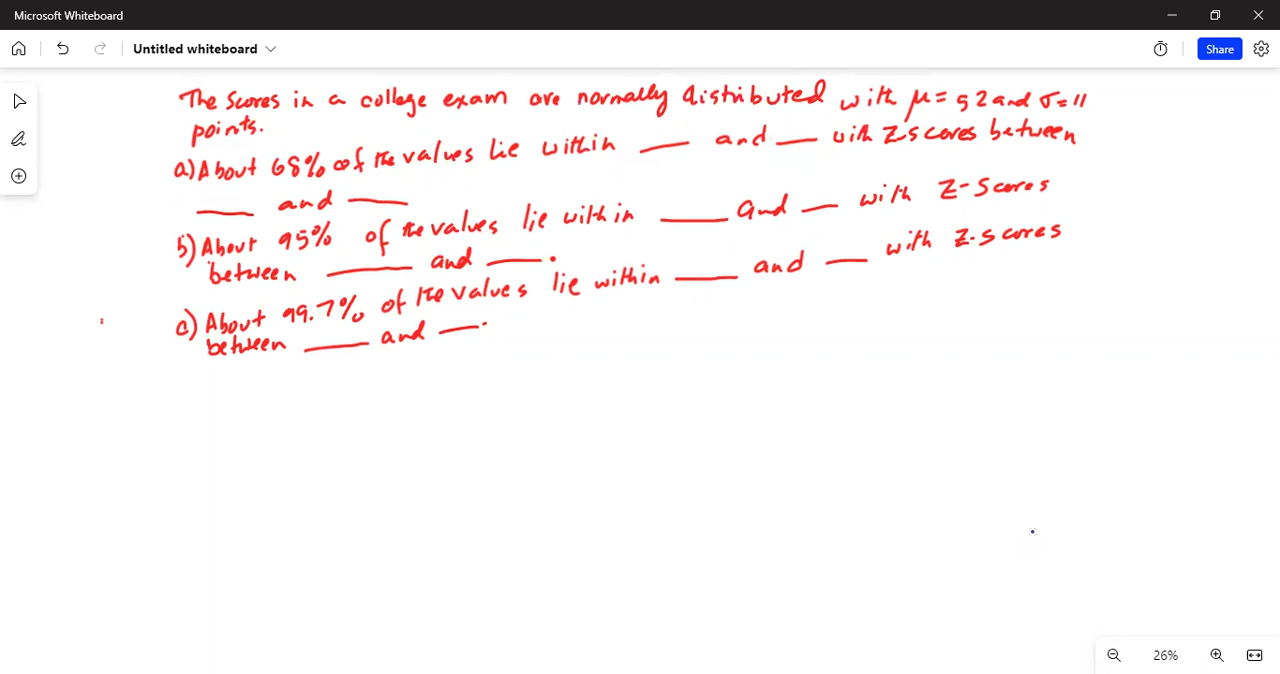 Microsoft Whiteboard
Untitled whiteboard
Share
The scores in a college exam are normally distributed with μ = 52 and σ = 11
points.
a) About 68% of the values lie within ___ and ___ with z-scores between
___ and ___
b) About 95% of the values lie within ___ and ___ with z-scores
between ___ and ___.
c) About 99.7% of the values lie within ___ and ___ with z-scores
between ___ and ___.
26%